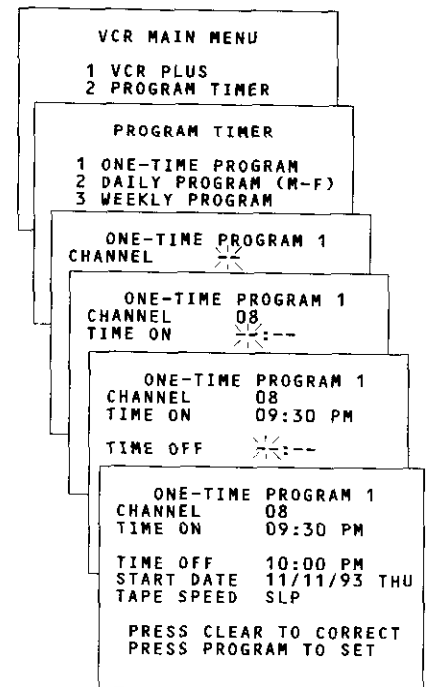 VCR MAIN MENU
1 VCR PLUS
2 PROGRAM TIMER
PROGRAM TIMER
1 ONE-TIME PROGRAM
2 DAILY PROGRAM (M-F)
3 WEEKLY PROGRAM
ONE-TIME PROGRAM 1
CHANNEL --
ONE-TIME PROGRAM 1
CHANNEL 08
TIME ON --:--
ONE-TIME PROGRAM 1
CHANNEL 08
TIME ON 09:30 PM
TIME OFF --:--
ONE-TIME PROGRAM 1
CHANNEL 08
TIME ON 09:30 PM
TIME OFF 10:00 PM
START DATE 11/11/93 THU
TAPE SPEED SLP
PRESS CLEAR TO CORRECT
PRESS PROGRAM TO SET